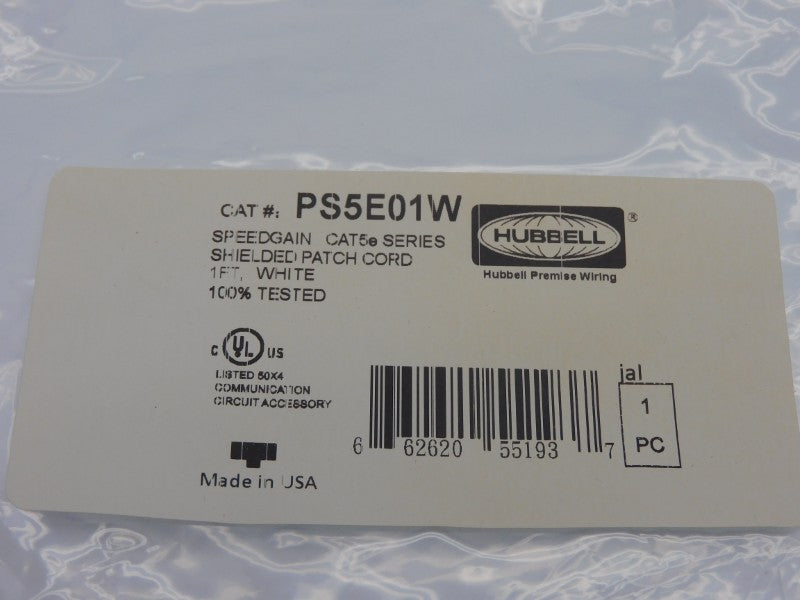 CAT #: PS5E01W
SPEEDGAIN CAT5e SERIES
SHIELDED PATCH CORD
1FT, WHITE
100% TESTED
HUBBELL ®
Hubbell Premise Wiring
C UL US
LISTED 50X4
COMMUNICATION
CIRCUIT ACCESSORY
Made in USA
6 62620 55193 7
jal
1
PC